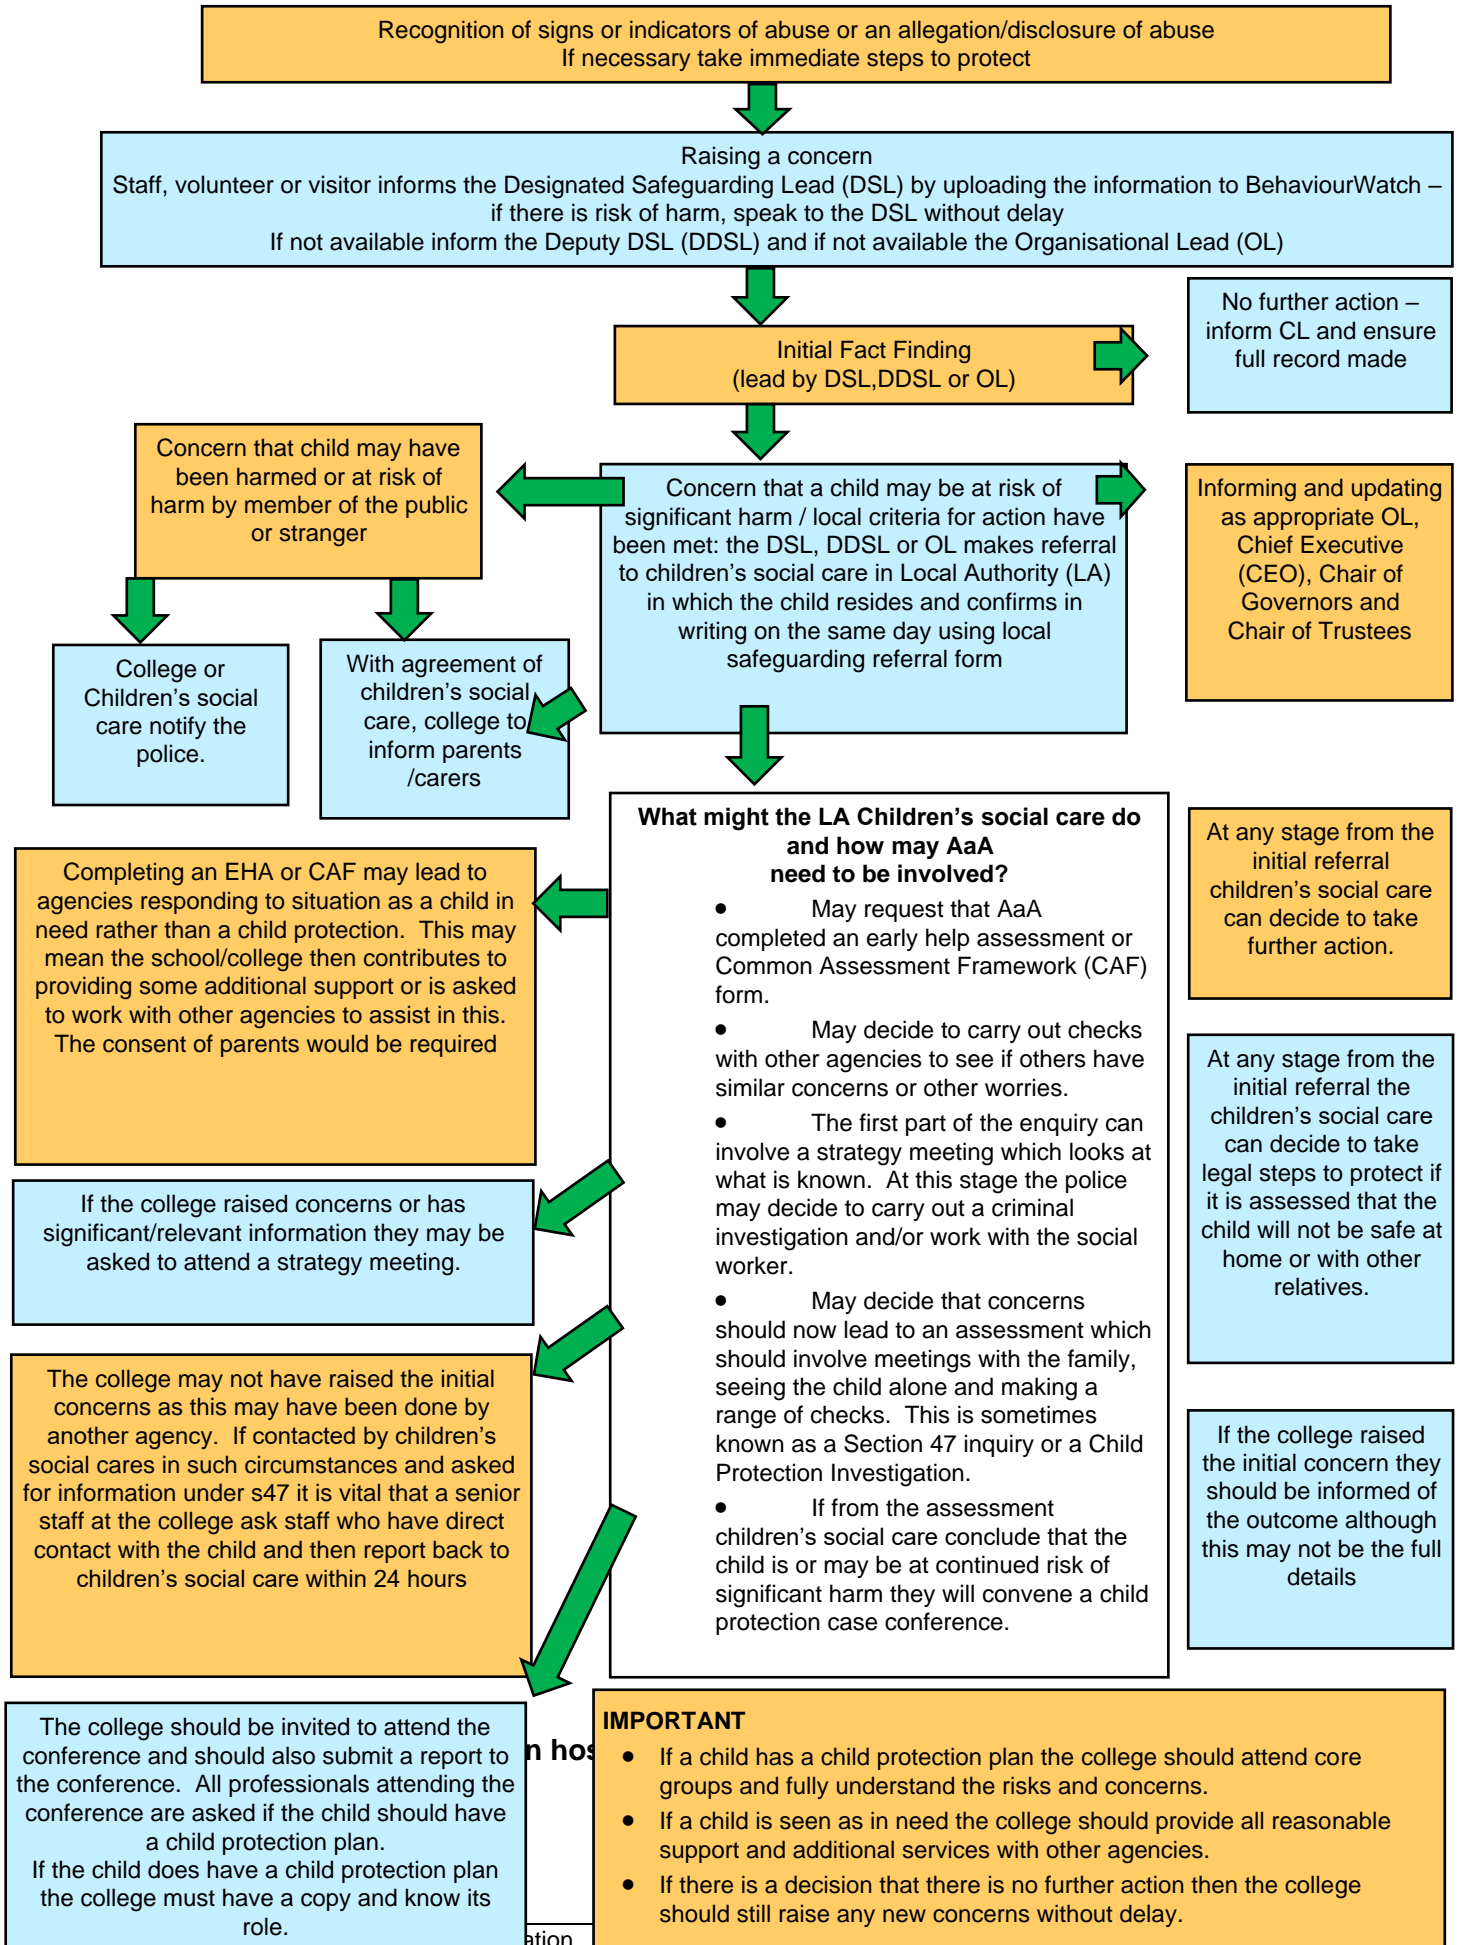 Recognition of signs or indicators of abuse or an allegation/disclosure of abuse
If necessary take immediate steps to protect
Raising a concern
Staff, volunteer or visitor informs the Designated Safeguarding Lead (DSL) by uploading the information to BehaviourWatch –
if there is risk of harm, speak to the DSL without delay
If not available inform the Deputy DSL (DDSL) and if not available the Organisational Lead (OL)
No further action –
inform CL and ensure
full record made
Initial Fact Finding
(lead by DSL,DDSL or OL)
Concern that child may have
been harmed or at risk of
harm by member of the public
or stranger
Concern that a child may be at risk of
significant harm / local criteria for action have
been met: the DSL, DDSL or OL makes referral
to children's social care in Local Authority (LA)
in which the child resides and confirms in
writing on the same day using local
safeguarding referral form
Informing and updating
as appropriate OL,
Chief Executive
(CEO), Chair of
Governors and
Chair of Trustees
College or
Children's social
care notify the
police.
With agreement of
children's social
care, college to
inform parents
/carers
What might the LA Children's social care do
and how may AaA
need to be involved?
• May request that AaA
completed an early help assessment or
Common Assessment Framework (CAF)
form.
• May decide to carry out checks
with other agencies to see if others have
similar concerns or other worries.
• The first part of the enquiry can
involve a strategy meeting which looks at
what is known. At this stage the police
may decide to carry out a criminal
investigation and/or work with the social
worker.
• May decide that concerns
should now lead to an assessment which
should involve meetings with the family,
seeing the child alone and making a
range of checks. This is sometimes
known as a Section 47 inquiry or a Child
Protection Investigation.
• If from the assessment
children's social care conclude that the
child is or may be at continued risk of
significant harm they will convene a child
protection case conference.
At any stage from the
initial referral
children's social care
can decide to take
further action.
Completing an EHA or CAF may lead to
agencies responding to situation as a child in
need rather than a child protection. This may
mean the school/college then contributes to
providing some additional support or is asked
to work with other agencies to assist in this.
The consent of parents would be required
At any stage from the
initial referral the
children's social care
can decide to take
legal steps to protect if
it is assessed that the
child will not be safe at
home or with other
relatives.
If the college raised concerns or has
significant/relevant information they may be
asked to attend a strategy meeting.
The college may not have raised the initial
concerns as this may have been done by
another agency. If contacted by children's
social cares in such circumstances and asked
for information under s47 it is vital that a senior
staff at the college ask staff who have direct
contact with the child and then report back to
children's social care within 24 hours
If the college raised
the initial concern they
should be informed of
the outcome although
this may not be the full
details
The college should be invited to attend the
conference and should also submit a report to
the conference. All professionals attending the
conference are asked if the child should have
a child protection plan.
If the child does have a child protection plan
the college must have a copy and know its
role.
n hos
ation
IMPORTANT
• If a child has a child protection plan the college should attend core
groups and fully understand the risks and concerns.
• If a child is seen as in need the college should provide all reasonable
support and additional services with other agencies.
• If there is a decision that there is no further action then the college
should still raise any new concerns without delay.